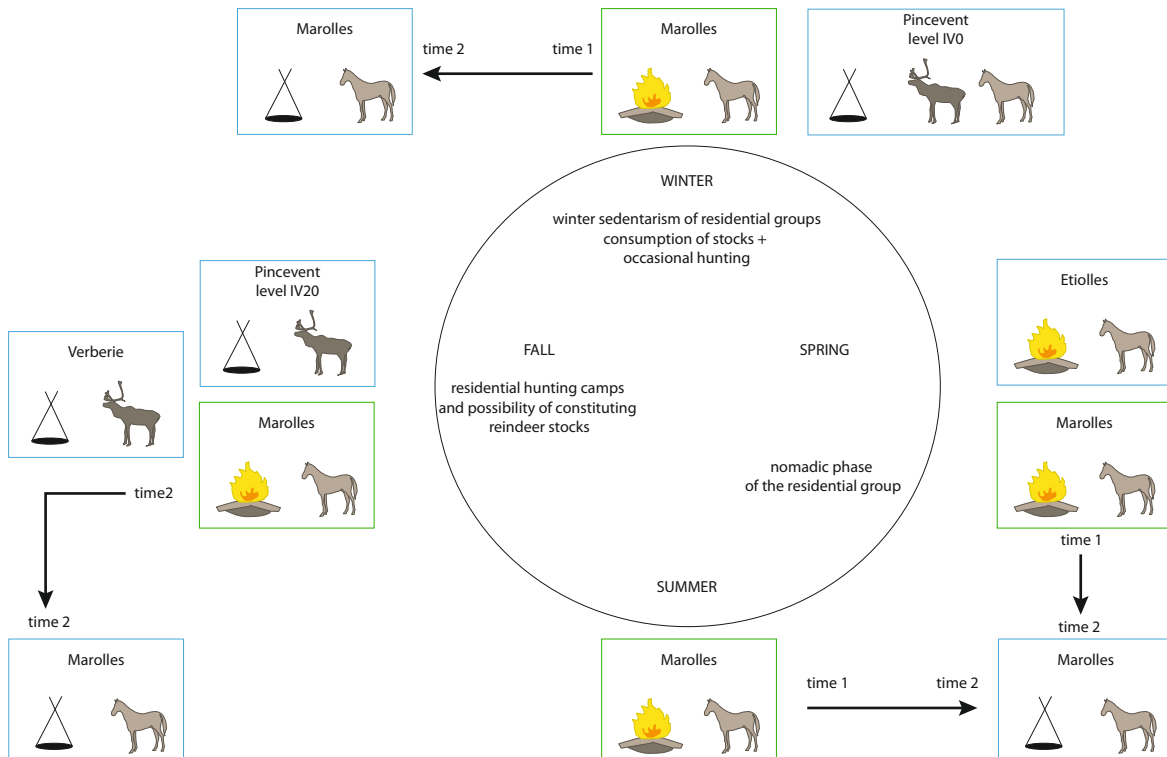 Marolles
time 2
time 1
Marolles
Pincevent
level IV0
WINTER
winter sedentarism of residential groups
consumption of stocks +
occasional hunting
Pincevent
level IV20
Etiolles
Verberie
FALL
SPRING
residential hunting camps
and possibility of constituting
reindeer stocks
Marolles
Marolles
nomadic phase
of the residential group
time2
time 1
SUMMER
time 2
time 2
Marolles
Marolles
time 1
time 2
Marolles